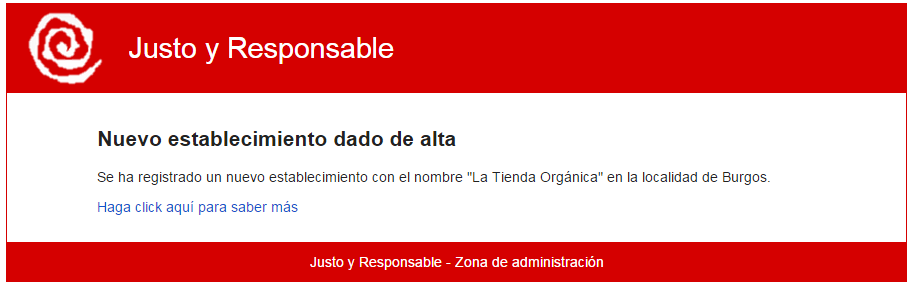 Justo y Responsable
Nuevo establecimiento dado de alta
Se ha registrado un nuevo establecimiento con el nombre "La Tienda Orgánica" en la localidad de Burgos.
Haga click aquí para saber más
Justo y Responsable - Zona de administración